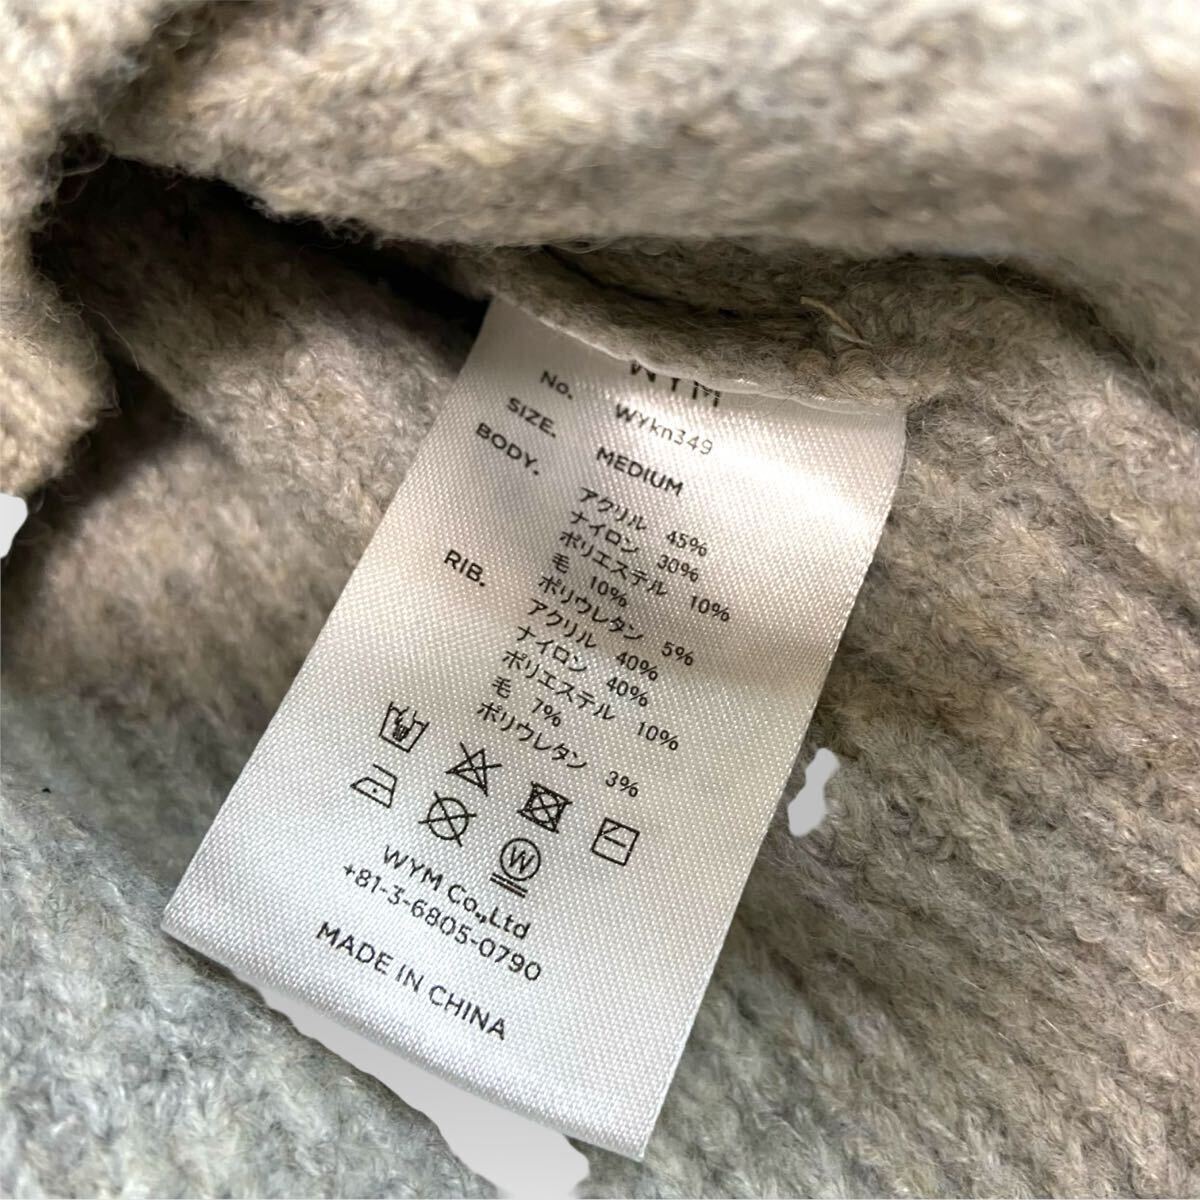 WYM
No. WYkn349
SIZE. MEDIUM
BODY. アクリル 45%
ナイロン 30%
ポリエステル 10%
毛 10%
ポリウレタン 5%
RIB. アクリル 40%
ナイロン 40%
ポリエステル 10%
毛 7%
ポリウレタン 3%
W
WYM Co.,Ltd
+81-3-6805-0790
MADE IN CHINA